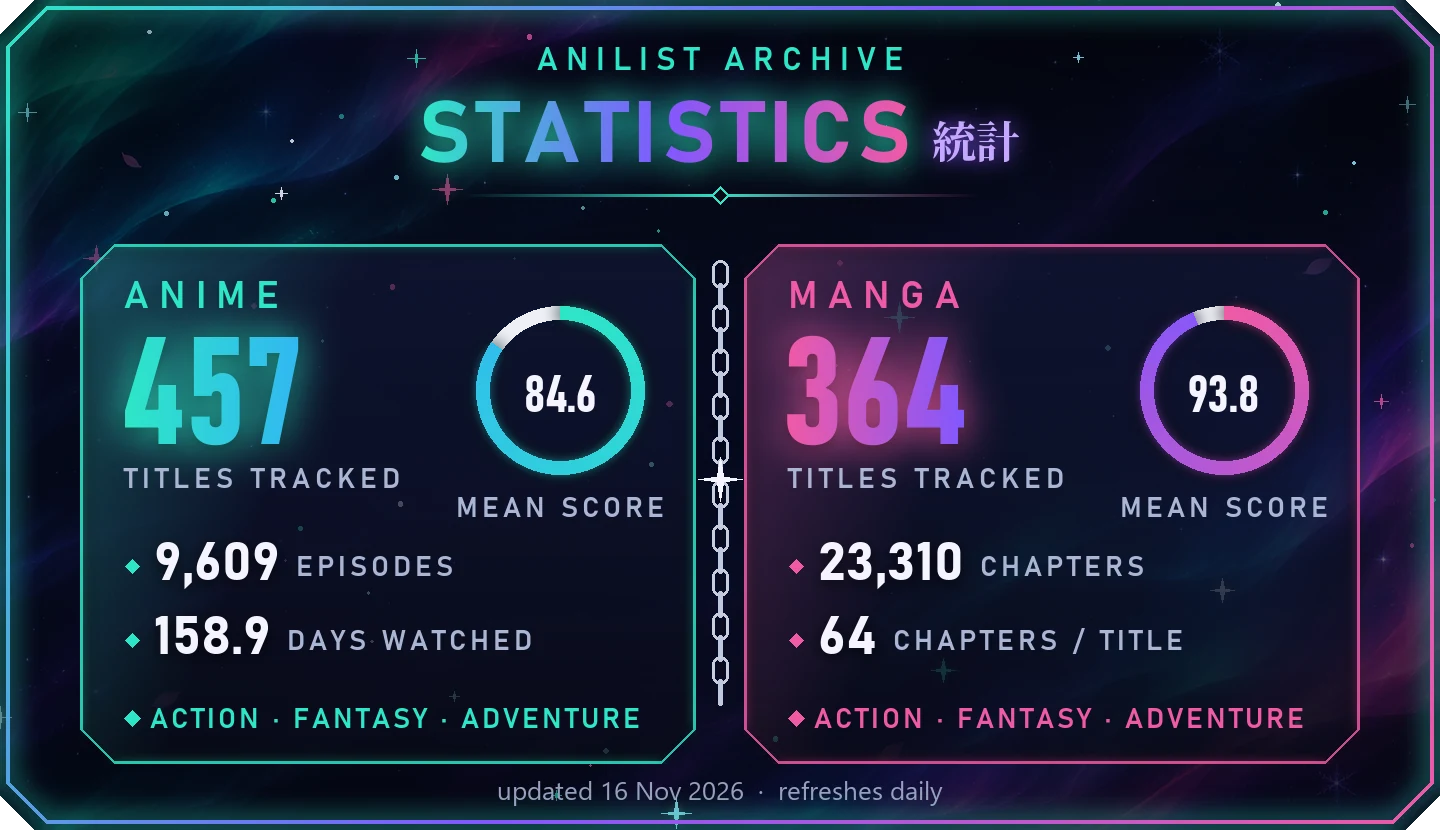 ANILIST ARCHIVE
STATISTICS 統計
ANIME
457
TITLES TRACKED
84.6
MEAN SCORE
9,609 EPISODES
158.9 DAYS WATCHED
ACTION · FANTASY · ADVENTURE
MANGA
364
TITLES TRACKED
93.8
MEAN SCORE
23,310 CHAPTERS
64 CHAPTERS / TITLE
ACTION · FANTASY · ADVENTURE
updated 16 Nov 2026 · refreshes daily